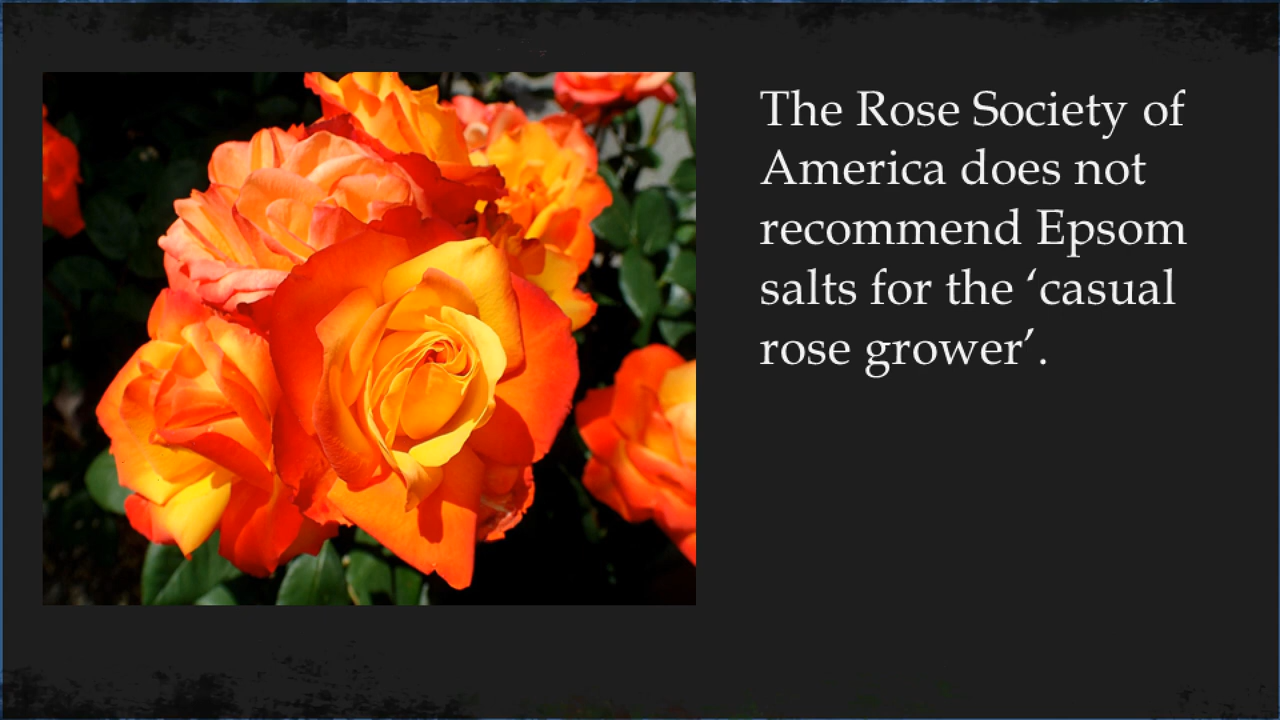 The Rose Society of
America does not
recommend Epsom
salts for the ‘casual
rose grower’.